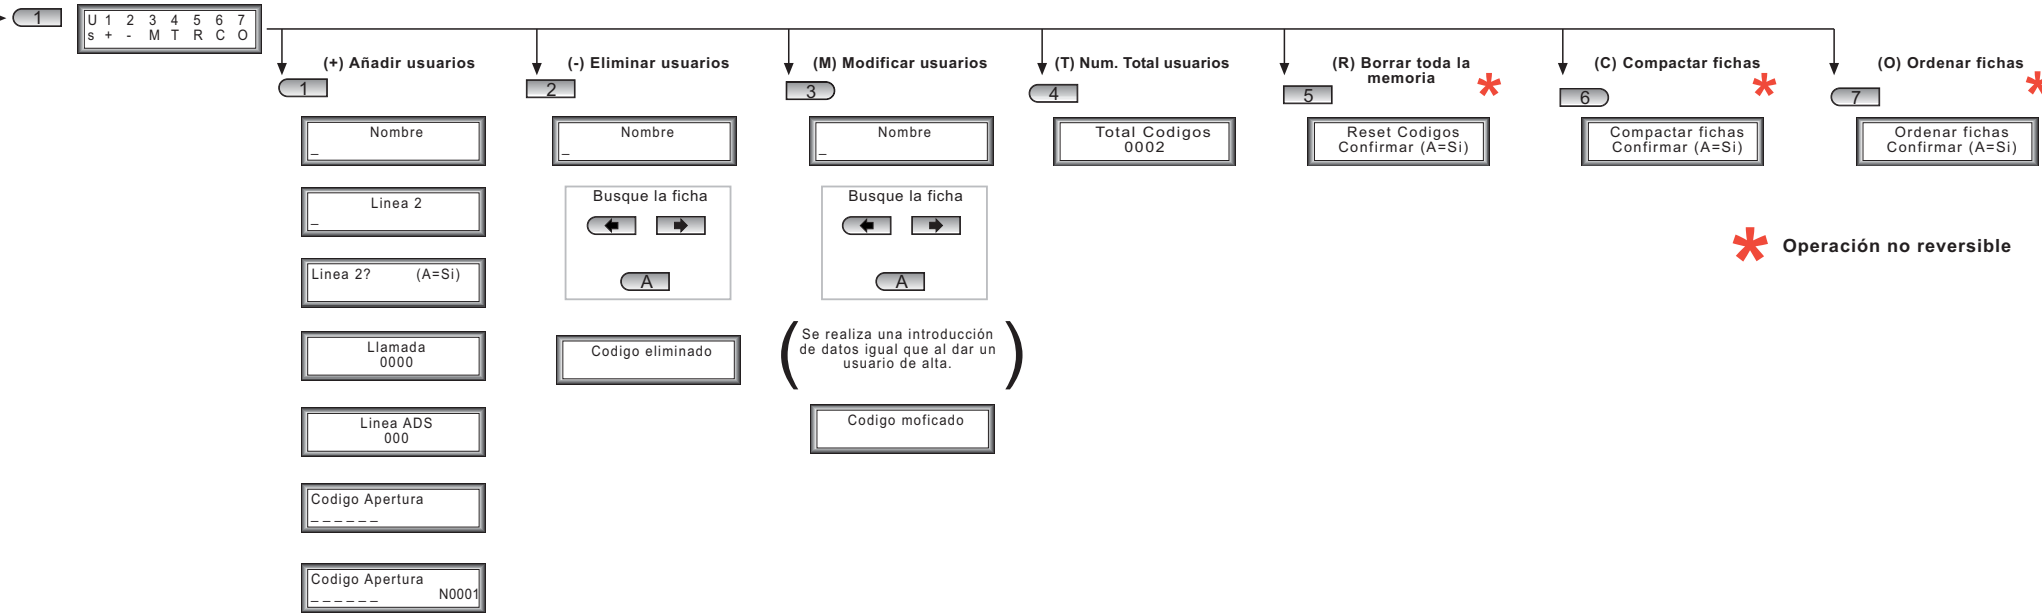 1
U 1 2 3 4 5 6 7
s + - M T R C O
(+) Añadir usuarios
1
Nombre
_
Linea 2
_
Linea 2? (A=Si)
Llamada
0000
Linea ADS
000
Codigo Apertura
_ _ _ _ _ _
Codigo Apertura
_ _ _ _ _ _ N0001
(-) Eliminar usuarios
2
Nombre
_
Busque la ficha
A
Codigo eliminado
(M) Modificar usuarios
3
Nombre
_
Busque la ficha
A
(Se realiza una introducción
de datos igual que al dar un
usuario de alta.)
Codigo moficado
(T) Num. Total usuarios
4
Total Codigos
0002
(R) Borrar toda la
memoria *
5
Reset Codigos
Confirmar (A=Si)
(C) Compactar fichas
*
6
Compactar fichas
Confirmar (A=Si)
(O) Ordenar fichas
*
7
Ordenar fichas
Confirmar (A=Si)
* Operación no reversible